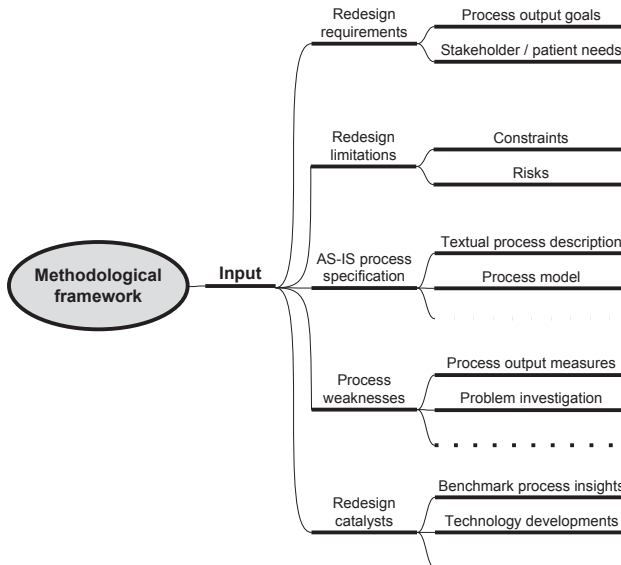 Redesign
requirements
Process output goals
Stakeholder / patient needs
Redesign
limitations
Constraints
Risks
Methodological
framework
Input
AS-IS process
specification
Textual process description
Process model
Process
weaknesses
Process output measures
Problem investigation
Redesign
catalysts
Benchmark process insights
Technology developments